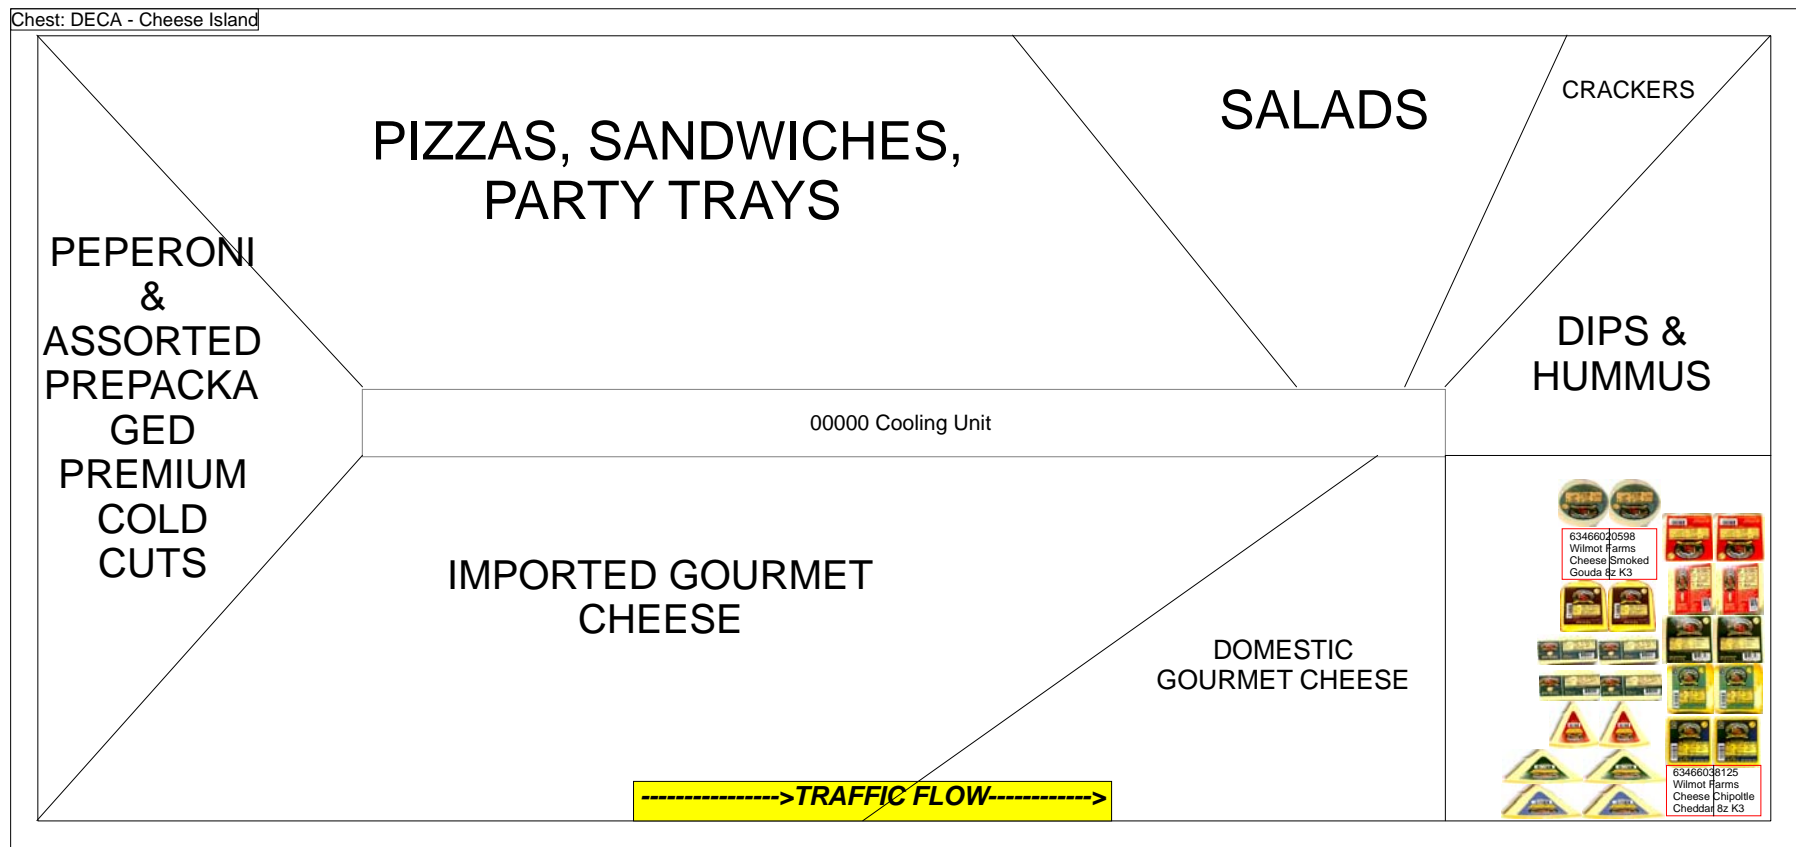 Chest: DECA - Cheese Island
PIZZAS, SANDWICHES,
PARTY TRAYS
SALADS
CRACKERS
PEPERONI
&
ASSORTED
PREPACKA
GED
PREMIUM
COLD
CUTS
DIPS &
HUMMUS
00000 Cooling Unit
IMPORTED GOURMET
CHEESE
DOMESTIC
GOURMET CHEESE
63466020598
Wilmot Farms
Cheese Smoked
Gouda 8z K3
63466038125
Wilmot Farms
Cheese Chipoltle
Cheddar 8z K3
---------------->TRAFFIC FLOW------------>